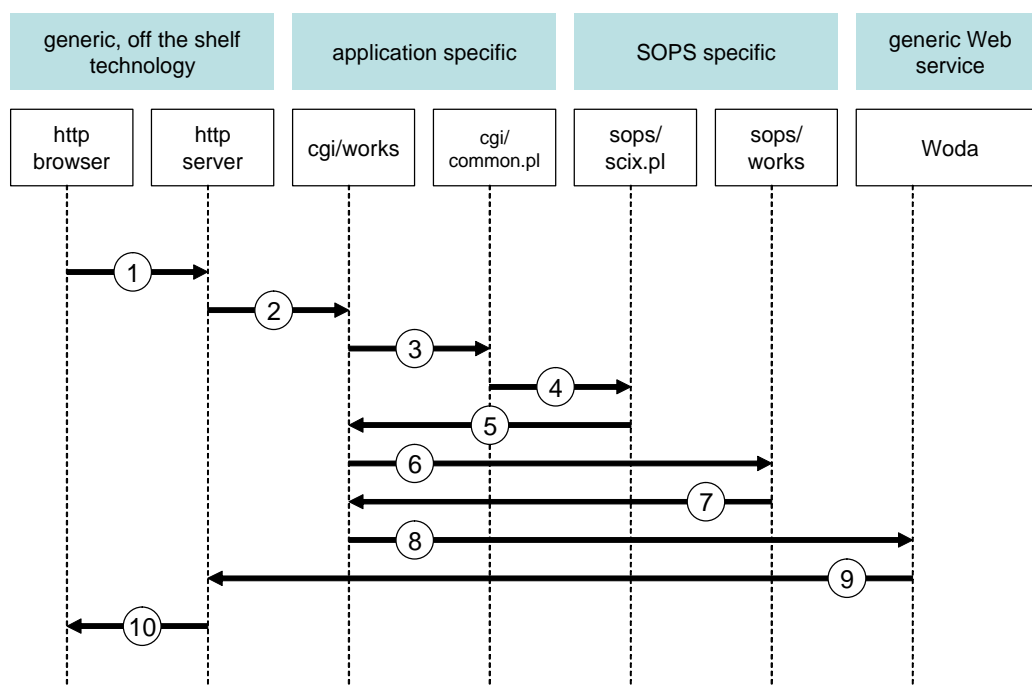 generic, off the shelf
technology
application specific
SOPS specific
generic Web
service
http
browser
http
server
cgi/works
cgi/
common.pl
sops/
scix.pl
sops/
works
Woda
1
2
3
4
5
6
7
8
9
10